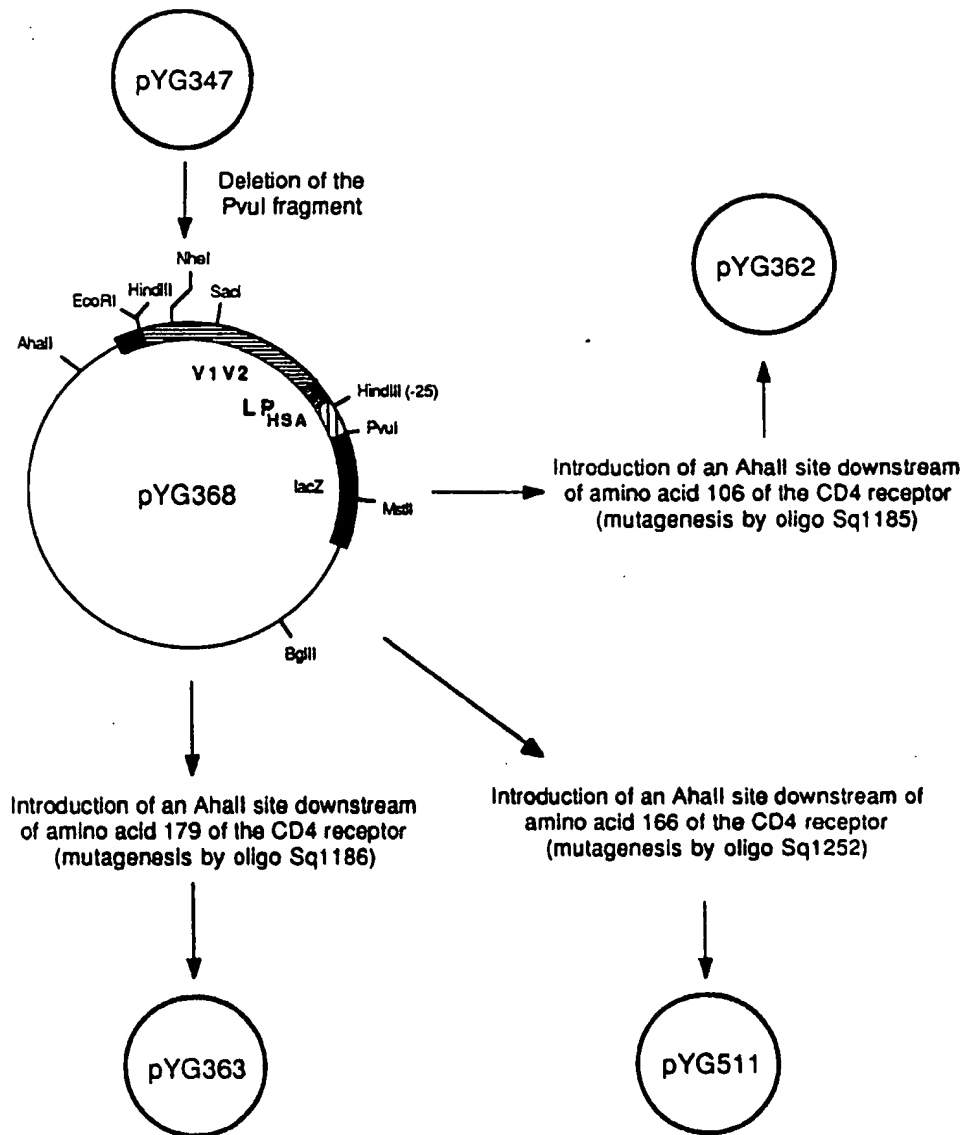 pYG347
Deletion of the
PvuI fragment
NheI
HindIII
SacI
EcoRI
AhaII
V1V2
HindIII (-25)
LP HSA
PvuI
pYG368
lacZ
MstII
BglII
pYG362
Introduction of an AhaII site downstream
of amino acid 106 of the CD4 receptor
(mutagenesis by oligo Sq1185)
Introduction of an AhaII site downstream
of amino acid 179 of the CD4 receptor
(mutagenesis by oligo Sq1186)
Introduction of an AhaII site downstream of
amino acid 166 of the CD4 receptor
(mutagenesis by oligo Sq1252)
pYG363
pYG511